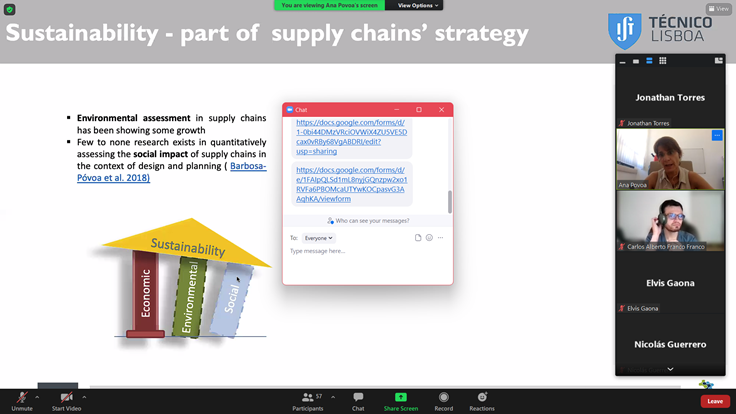 You are viewing Ana Povoa's screen
View Options
View
Sustainability - part of supply chains' strategy
TÉCNICO
LISBOA
Environmental assessment in supply chains
has been showing some growth
Few to none research exists in quantitatively
assessing the social impact of supply chains in
the context of design and planning ( Barbosa-
Póvoa et al. 2018)
Sustainability
Economic
Environmental
Social
Chat
https://docs.google.com/forms/d/
1-0bi44DMzVRciOVWiX4ZU5VE5D
cax0vRBy68VgABDRI/edit?
usp=sharing
https://docs.google.com/forms/d/
e/1FAIpQLSd1mL8nyjGQnzpw2xo1
RVFa6PBOMcaUTYwKOCpasvG3A
AqhKA/viewform
Who can see your messages?
To: Everyone
Type message here...
Jonathan Torres
Jonathan Torres
Ana Povoa
Carlos Alberto Franco Franco
Elvis Gaona
Elvis Gaona
Nicolás Guerrero
Unmute
Start Video
57
Participants
Chat
Share Screen
Record
Reactions
Leave